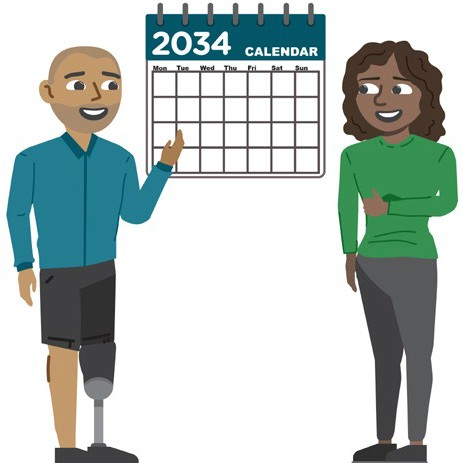 2034 CALENDAR
Mon Tue Wed Thu Fri Sat Sun